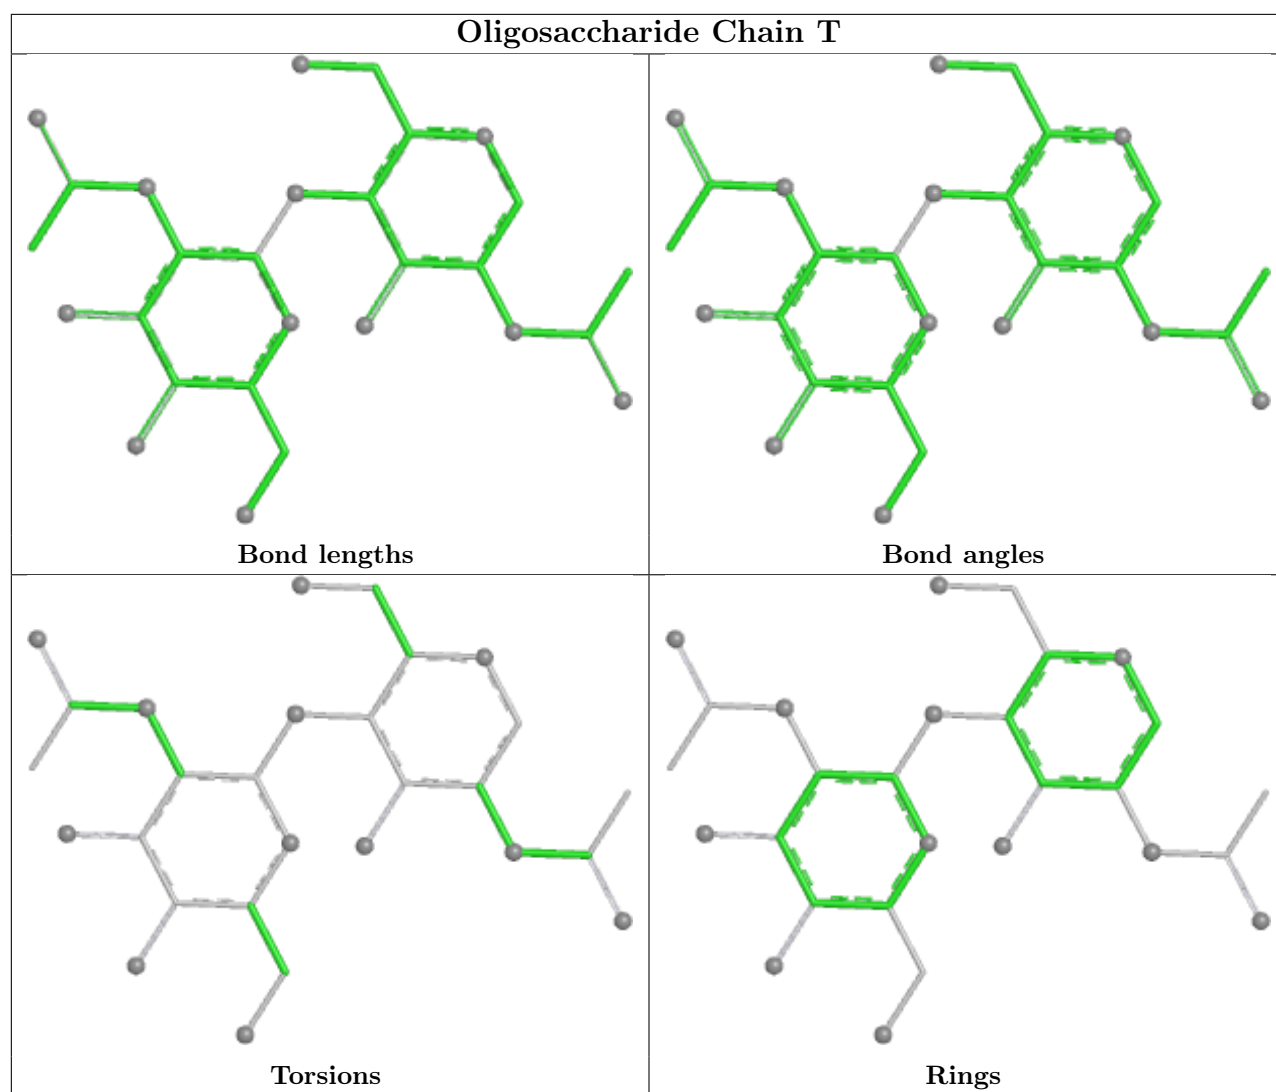 Oligosaccharide Chain T
Bond lengths
Bond angles
Torsions
Rings